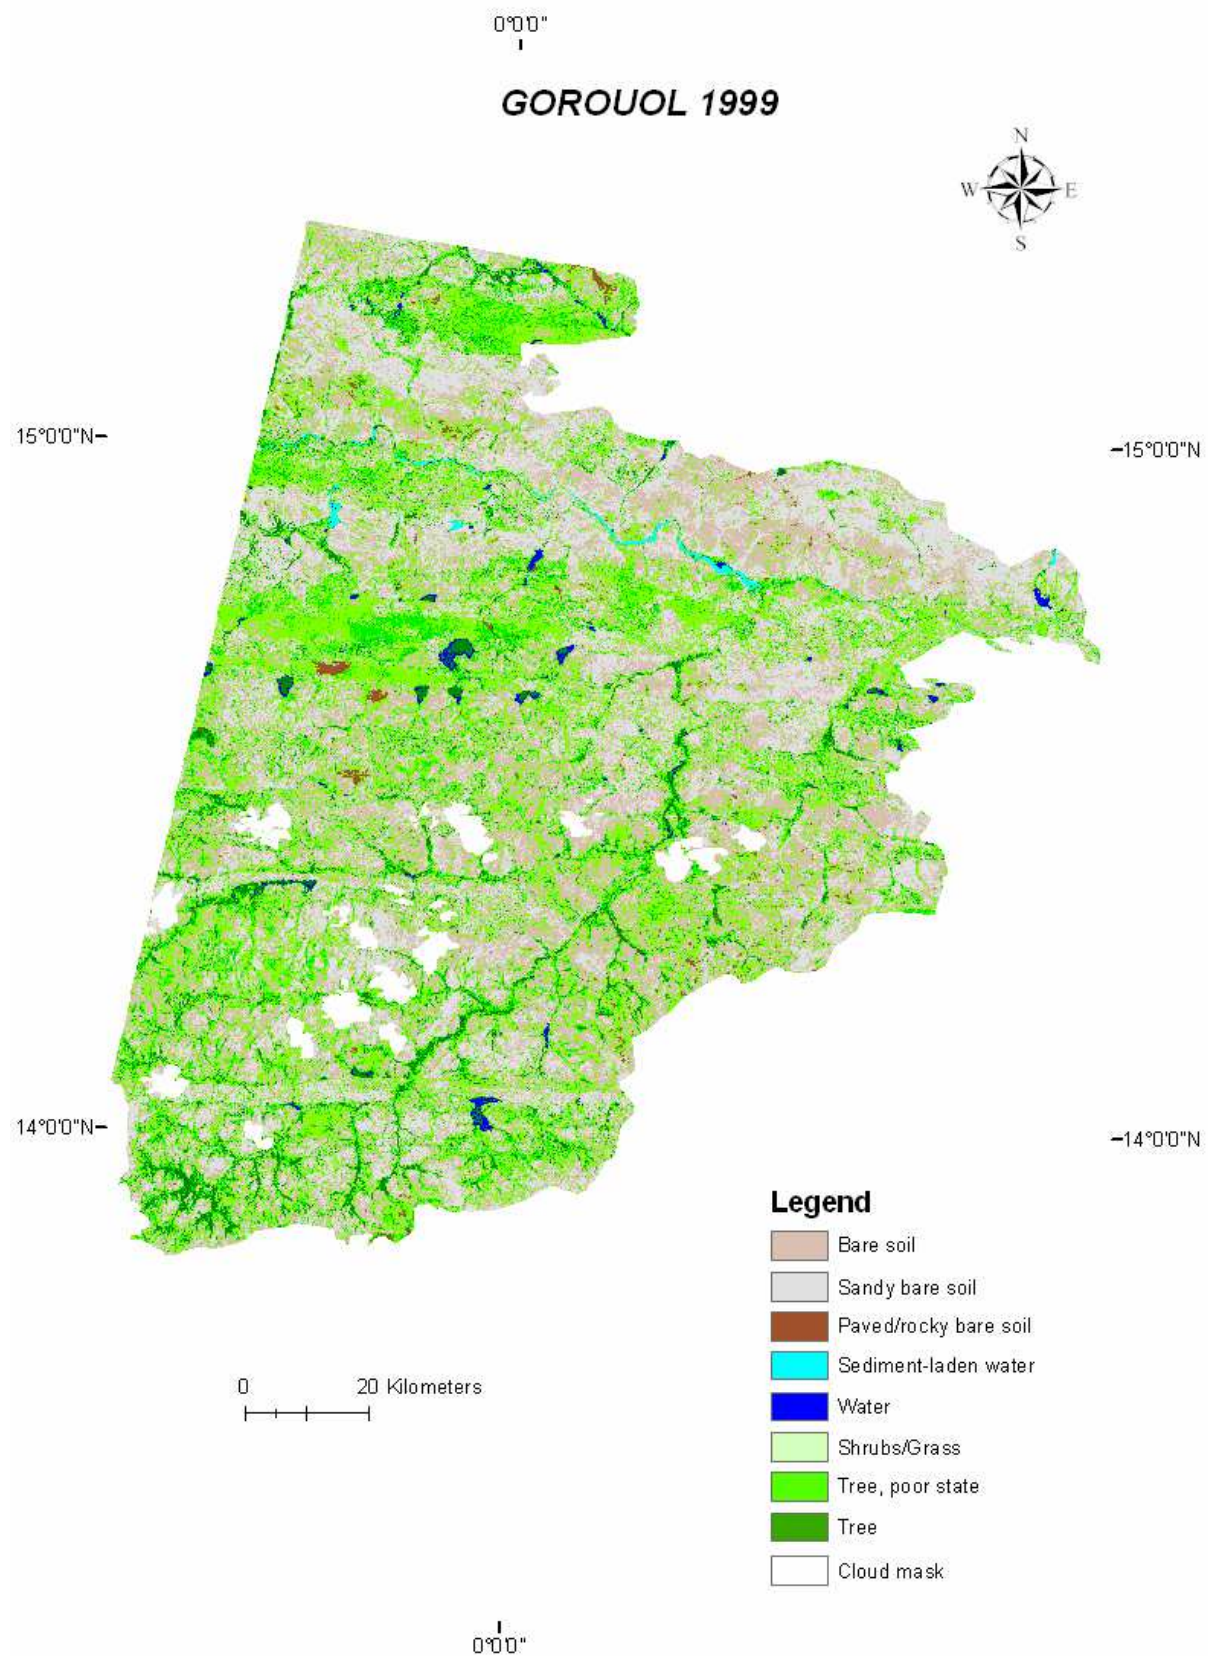 0°0'0"
GOROUOL 1999
N
W E
S
15°0'0"N
15°0'0"N
14°0'0"N
14°0'0"N
Legend
Bare soil
Sandy bare soil
Paved/rocky bare soil
Sediment-laden water
Water
Shrubs/Grass
Tree, poor state
Tree
Cloud mask
0 20 Kilometers
0°0'0"